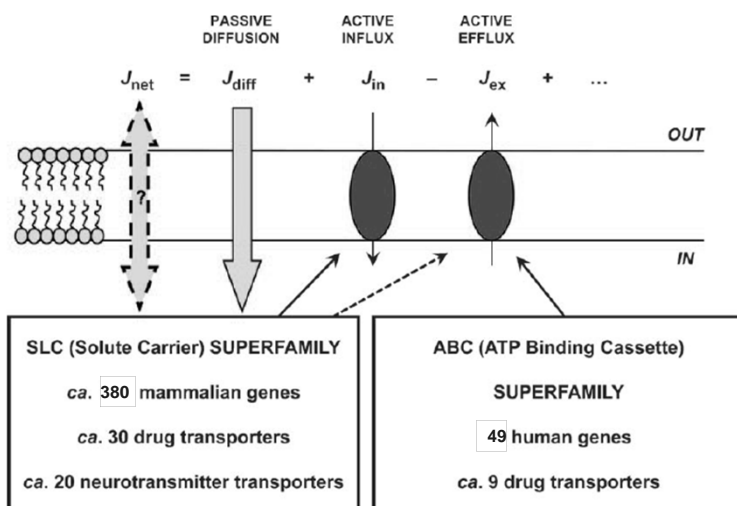 PASSIVE DIFFUSION
ACTIVE INFLUX
ACTIVE EFFLUX
Jnet = Jdiff + Jin − Jex + ...
OUT
?
IN
SLC (Solute Carrier) SUPERFAMILY
ca. 380 mammalian genes
ca. 30 drug transporters
ca. 20 neurotransmitter transporters
ABC (ATP Binding Cassette)
SUPERFAMILY
49 human genes
ca. 9 drug transporters